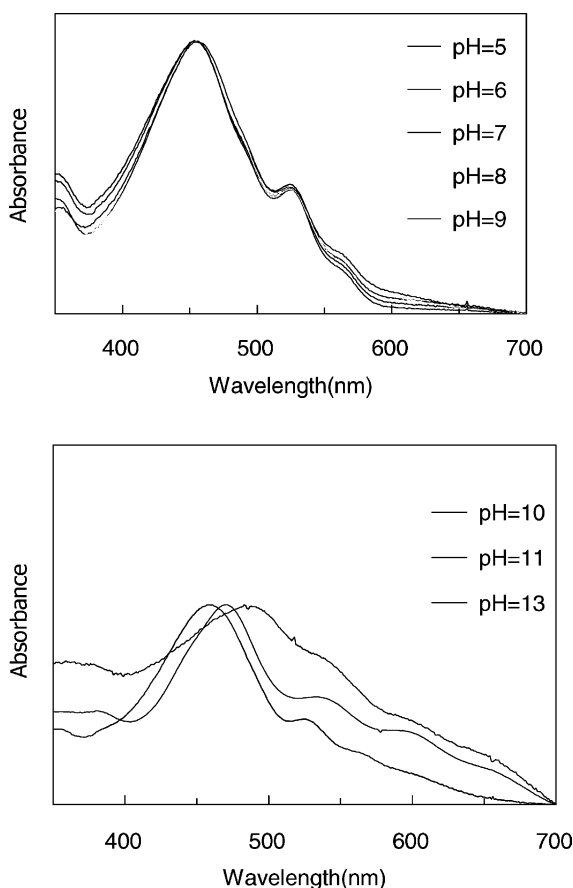 Absorbance
pH=5
pH=6
pH=7
pH=8
pH=9
400 500 600 700
Wavelength(nm)
Absorbance
pH=10
pH=11
pH=13
400 500 600 700
Wavelength(nm)